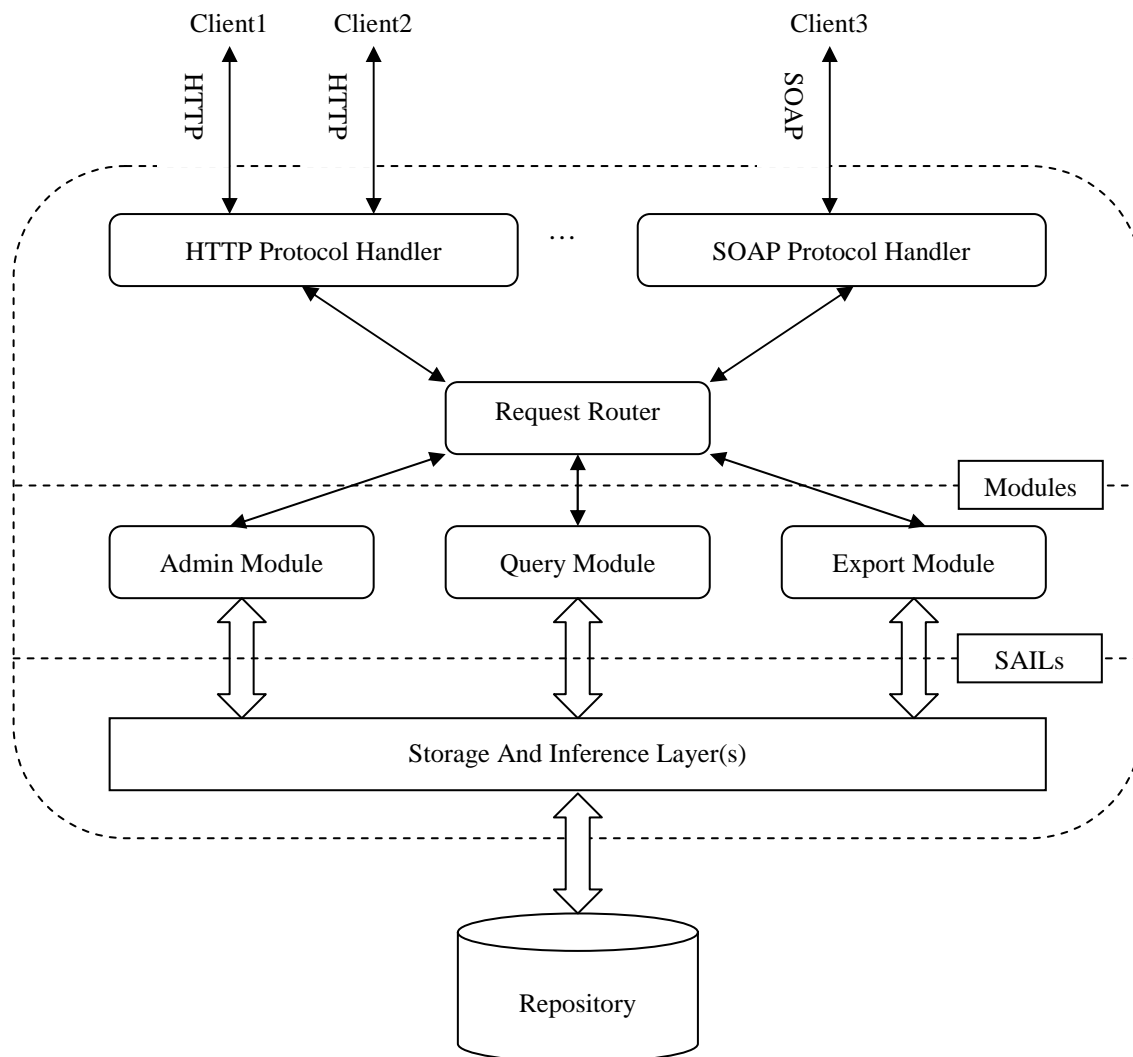 Client1
Client2
Client3
HTTP
HTTP
SOAP
HTTP Protocol Handler
...
SOAP Protocol Handler
Request Router
Modules
Admin Module
Query Module
Export Module
SAILs
Storage And Inference Layer(s)
Repository